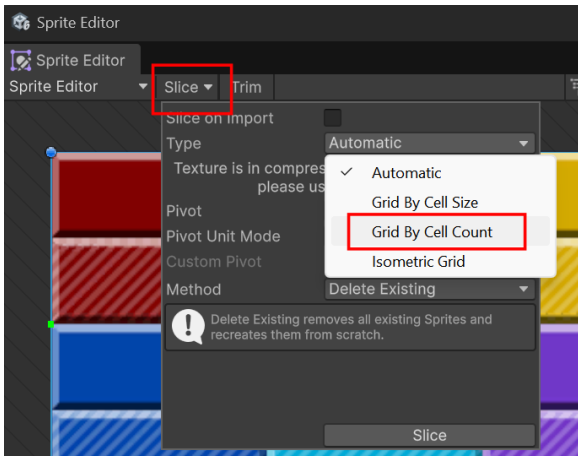 Sprite Editor
Sprite Editor
Sprite Editor
Slice
Trim
Slice on Import
Type
Automatic
Texture is in compres
please us
Automatic
Grid By Cell Size
Grid By Cell Count
Isometric Grid
Pivot
Pivot Unit Mode
Custom Pivot
Method
Delete Existing
Delete Existing removes all existing Sprites and
recreates them from scratch.
Slice